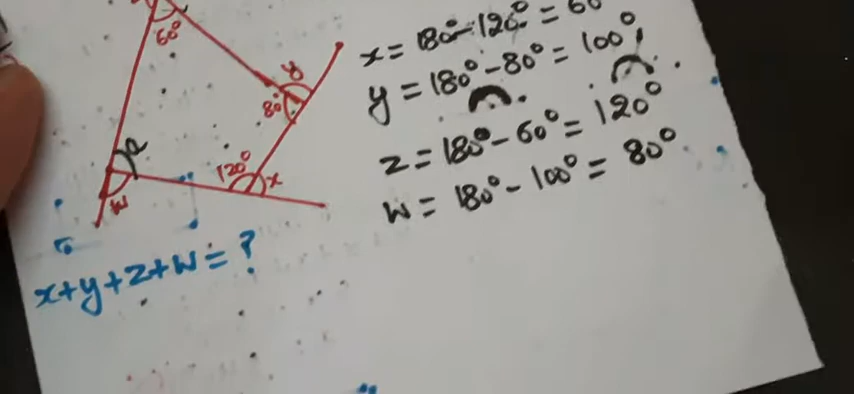 60°
x = 180° - 120° = 60
y = 180° - 80° = 100°
z = 180° - 60° = 120°
w = 180° - 100° = 80°
y
80°
120°
x
a
w
x+y+z+w=?